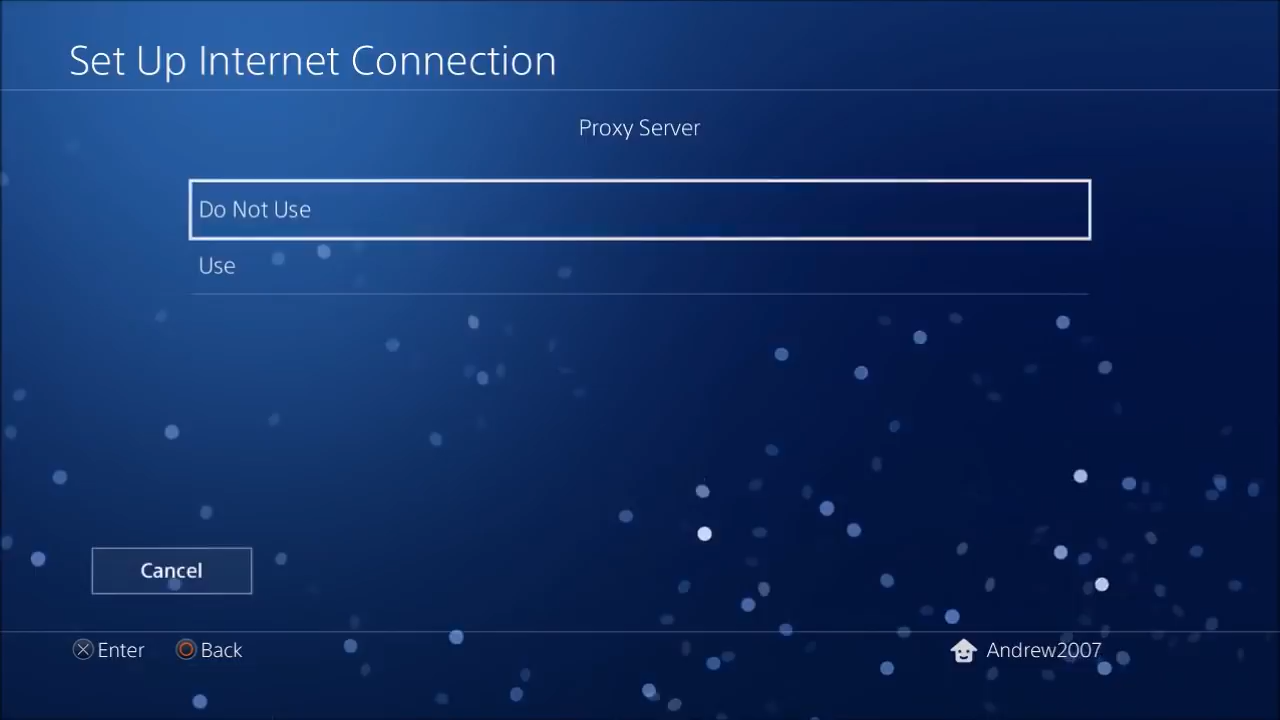 Set Up Internet Connection
Proxy Server
Do Not Use
Use
Cancel
Enter Back Andrew2007